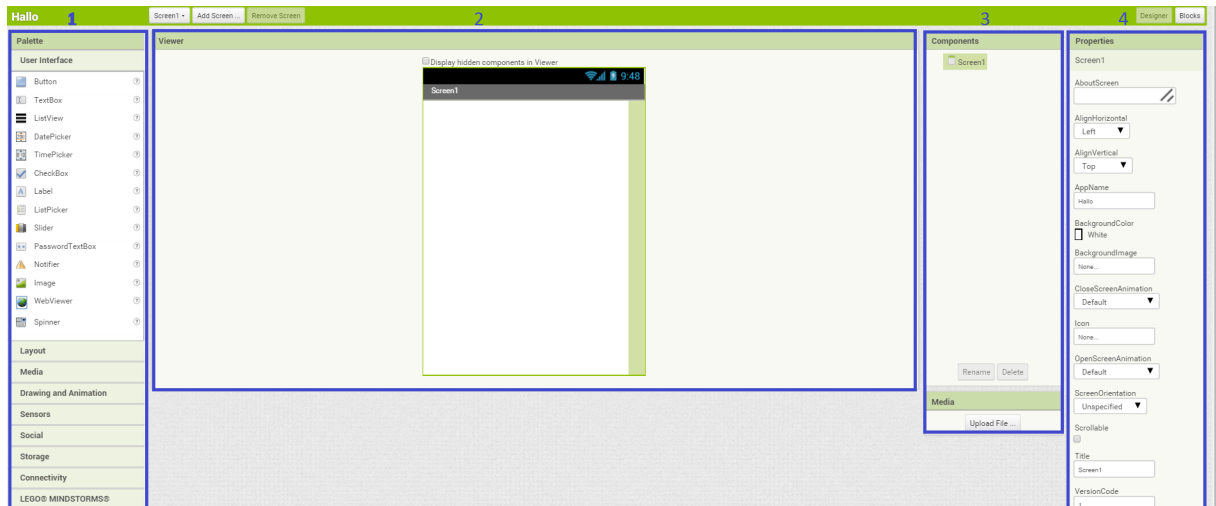 Hallo 1 Screen1 Add Screen ... Remove Screen 2 3 4 Designer Blocks
Palette
User Interface
Button
TextBox
ListView
DatePicker
TimePicker
CheckBox
Label
ListPicker
Slider
PasswordTextBox
Notifier
Image
WebViewer
Spinner
Layout
Media
Drawing and Animation
Sensors
Social
Storage
Connectivity
LEGO® MINDSTORMS®
Viewer
Display hidden components in Viewer
9:48
Screen1
Components
Screen1
Rename Delete
Media
Upload File ...
Properties
Screen1
AboutScreen
AlignHorizontal
Left
AlignVertical
Top
AppName
Hallo
BackgroundColor
White
BackgroundImage
None...
CloseScreenAnimation
Default
Icon
None...
OpenScreenAnimation
Default
ScreenOrientation
Unspecified
Scrollable
Title
Screen1
VersionCode
1